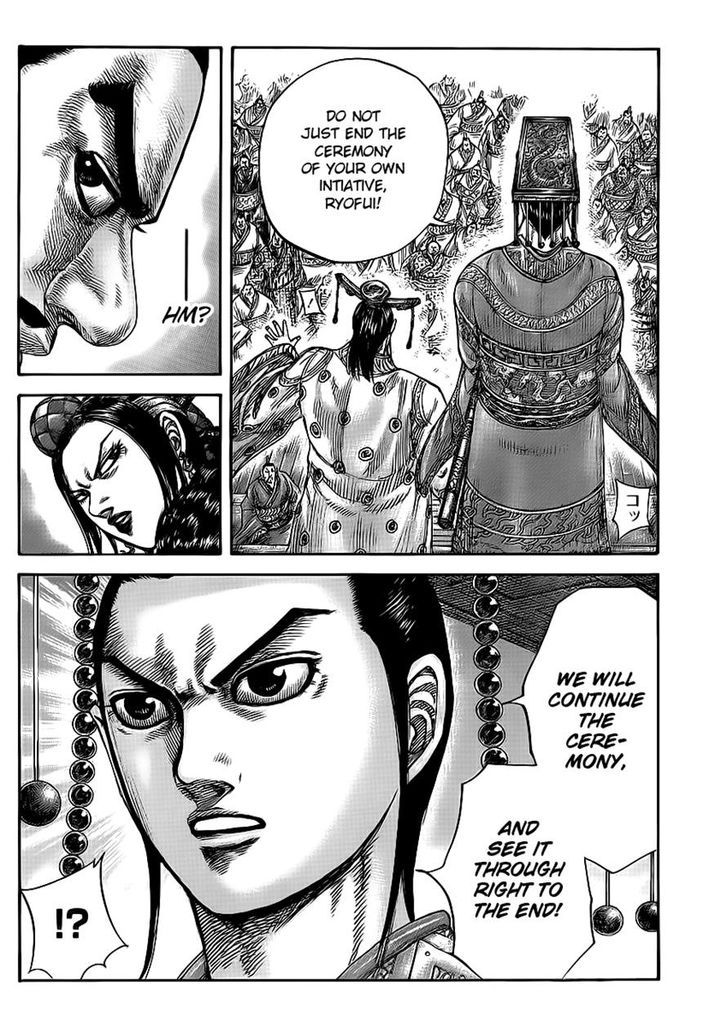 DO NOT
JUST END THE
CEREMONY
OF YOUR OWN
INTIATIVE,
RYOFUI!
コッ
HM?
WE WILL
CONTINUE
THE
CERE-
MONY,
AND
SEE IT
THROUGH
RIGHT TO
THE END!
!?